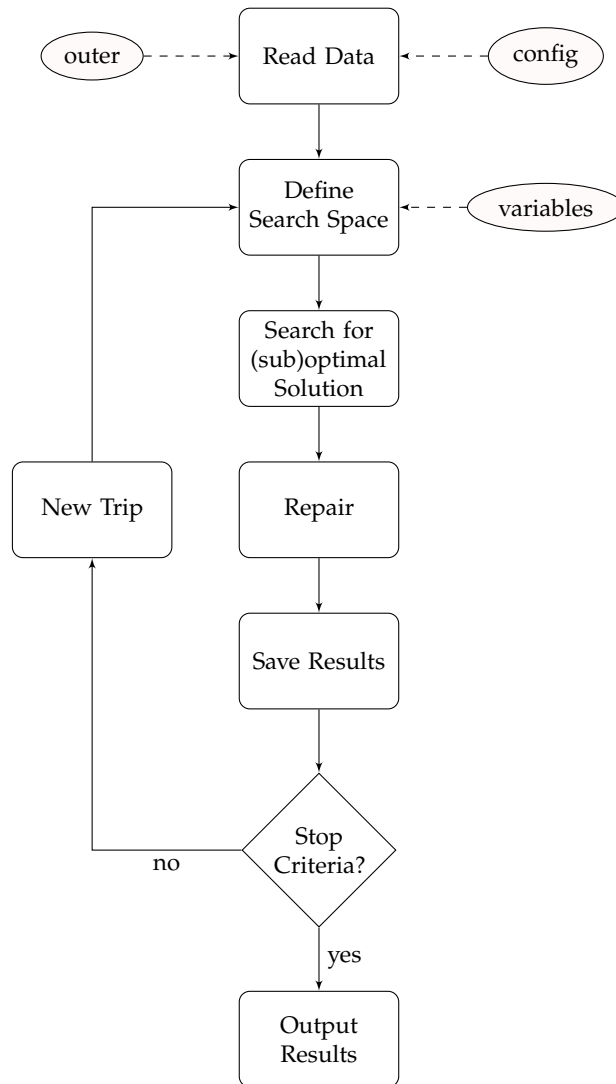 outer
Read Data
config
Define
Search Space
variables
Search for
(sub)optimal
Solution
New Trip
Repair
Save Results
Stop
Criteria?
no
yes
Output
Results